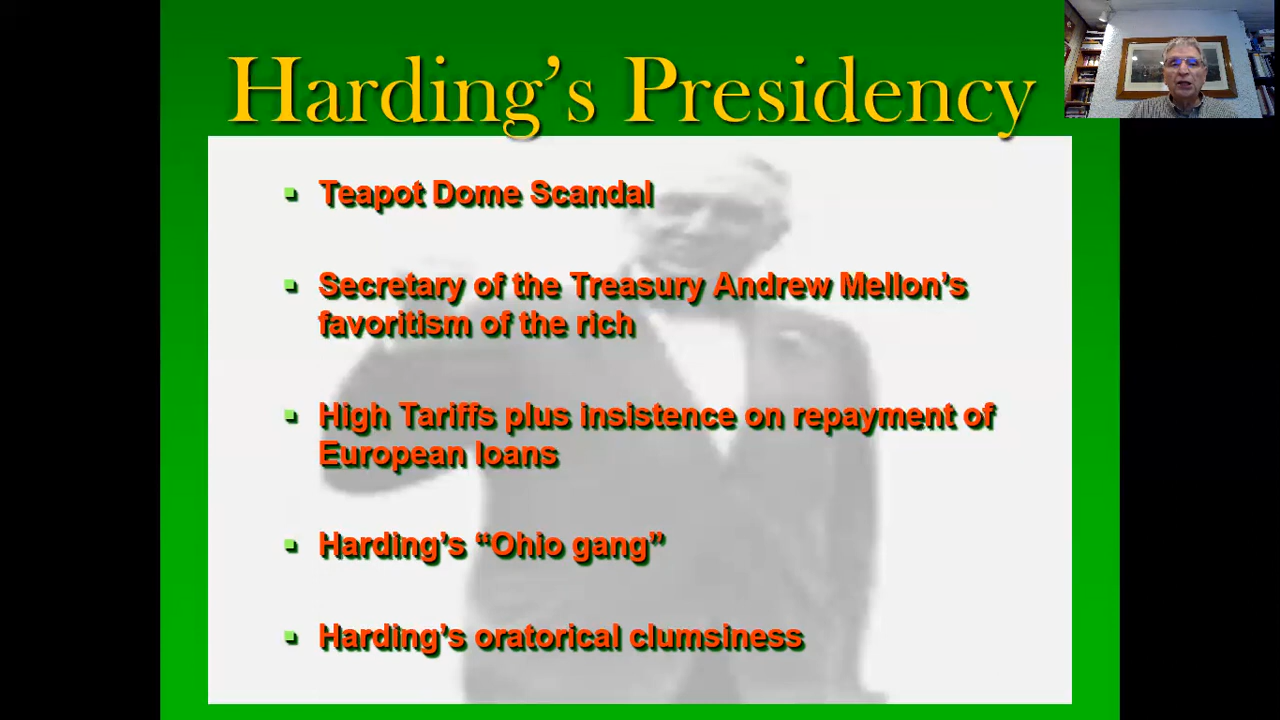 Harding’s Presidency
▪ Teapot Dome Scandal
▪ Secretary of the Treasury Andrew Mellon’s
favoritism of the rich
▪ High Tariffs plus insistence on repayment of
European loans
▪ Harding’s “Ohio gang”
▪ Harding’s oratorical clumsiness